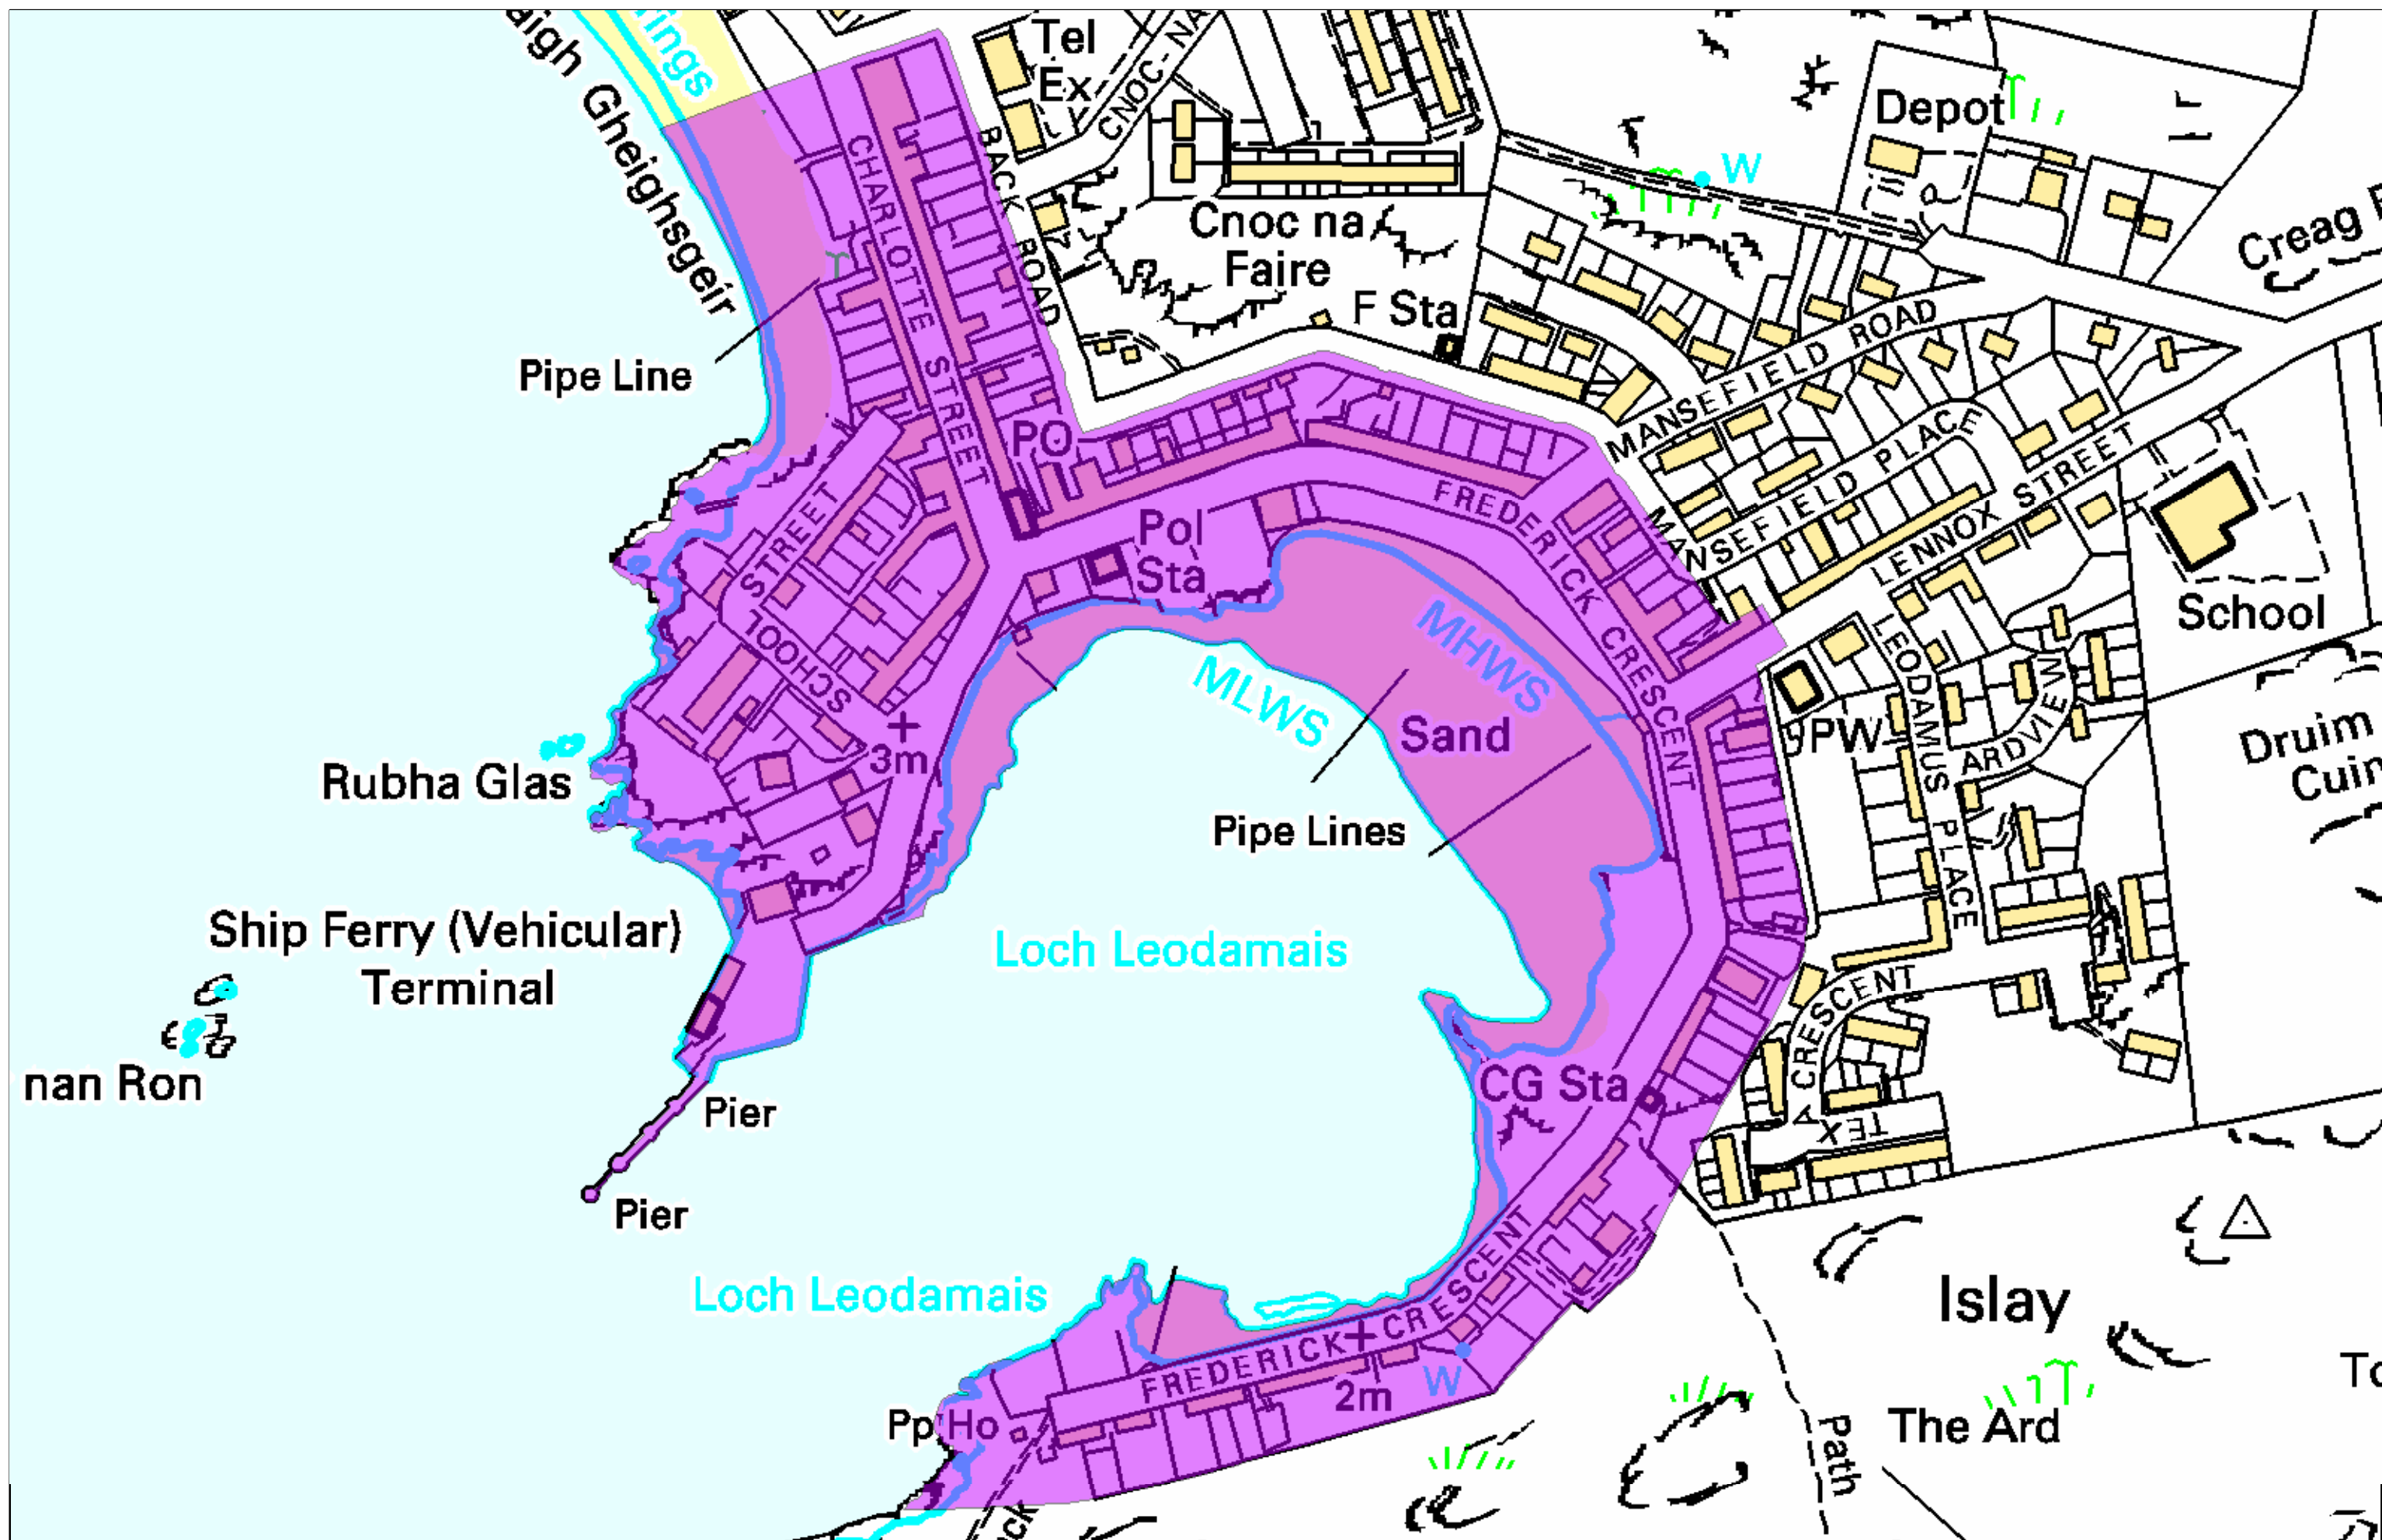 aigh Gheighsgeir
ings
Tel
Ex
CNOC-NA
BACK ROAD
CHARLOTTE STREET
Depot
W
Creag
Cnoc na
Faire
F Sta
Pipe Line
MANSEFIELD ROAD
PO
MANSEFIELD PLACE
LENNOX STREET
FREDERICK CRESCENT
Pol
Sta
STREET
SCHOOL
School
MHWS
MLWS
Sand
LEODAMUS PLACE
ARDVIEW
PW
Druim
3m
Rubha Glas
Pipe Lines
Ship Ferry (Vehicular)
Terminal
Loch Leodamais
CRESCENT
nan Ron
Pier
CG Sta
A CRESCENT
TEX
Pier
Loch Leodamais
Islay
FREDERICK CRESCENT
W
2m
Pp Ho
The Ard
Path